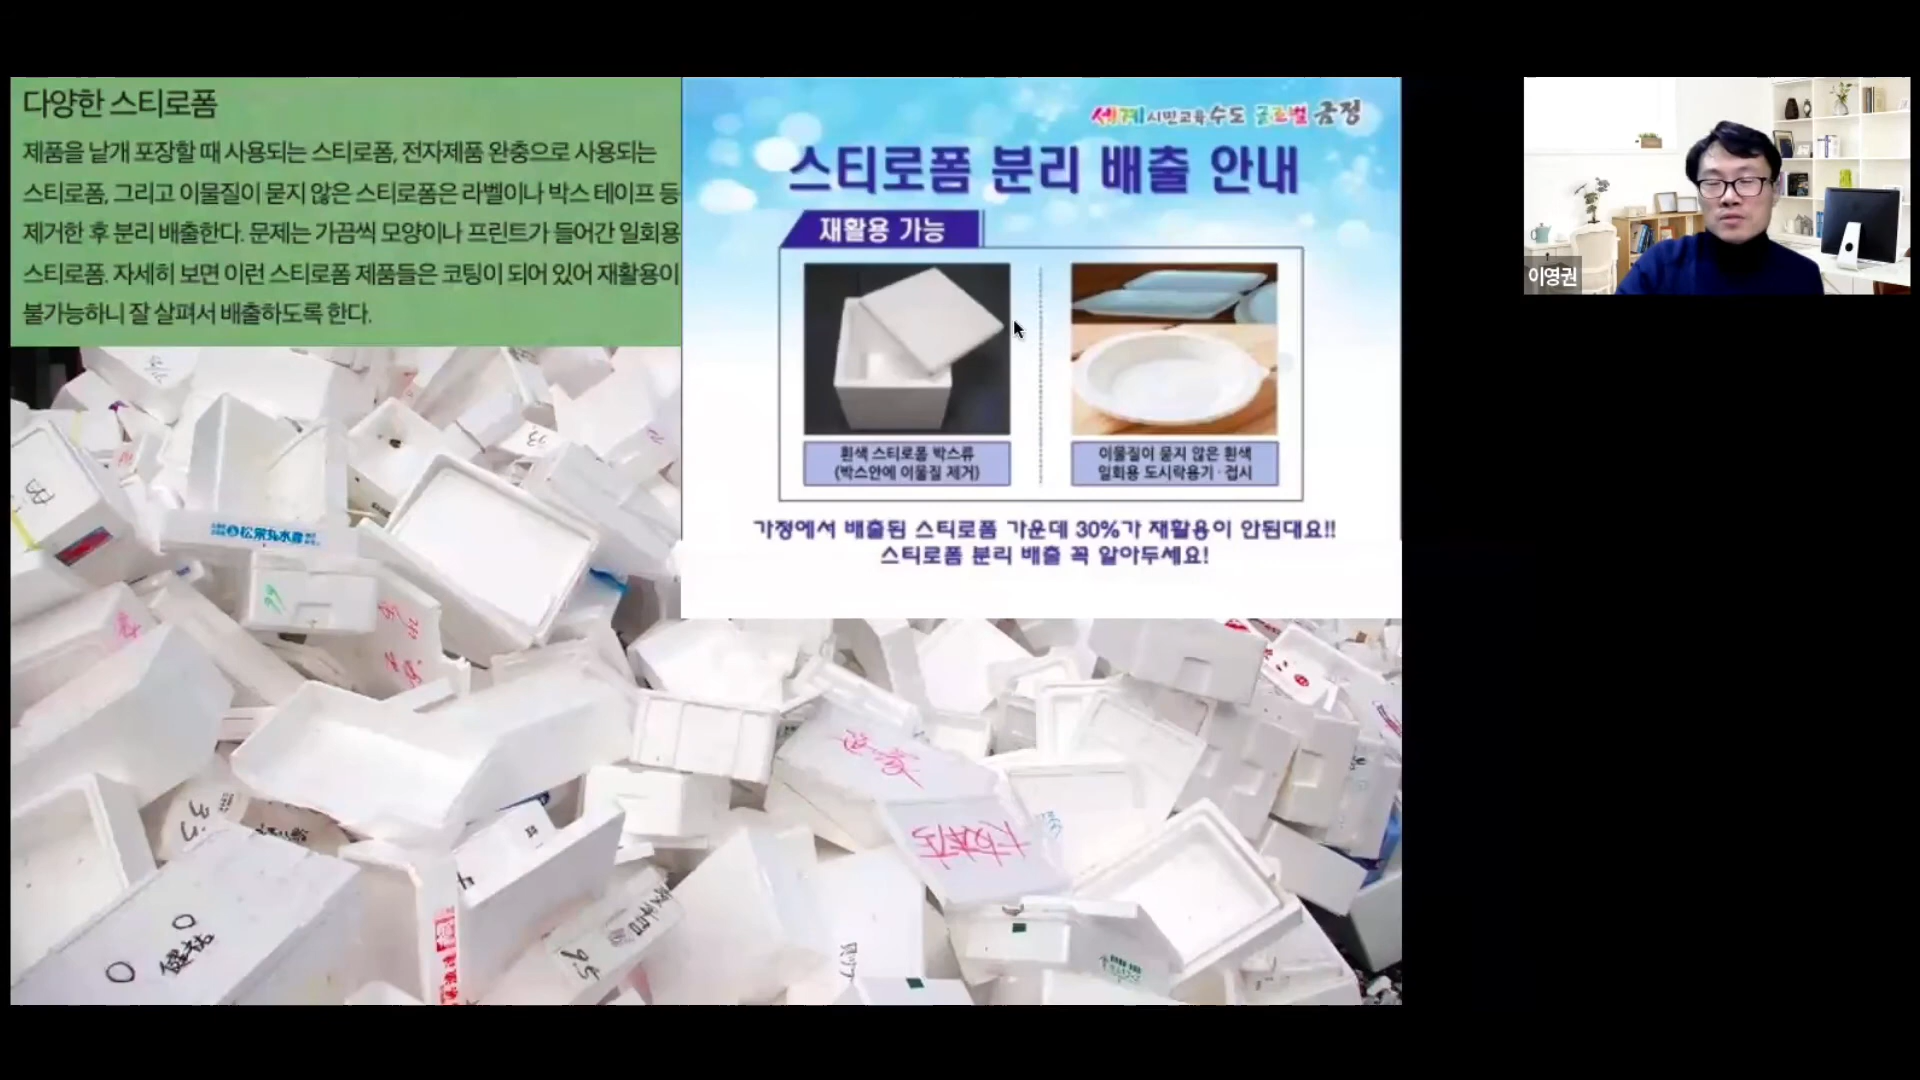 다양한 스티로폼
제품을 낱개 포장할 때 사용되는 스티로폼, 전자제품 완충으로 사용되는
스티로폼, 그리고 이물질이 묻지 않은 스티로폼은 라벨이나 박스 테이프 등
제거한 후 분리 배출한다. 문제는 가끔씩 모양이나 프린트가 들어간 일회용
스티로폼. 자세히 보면 이런 스티로폼 제품들은 코팅이 되어 있어 재활용이
불가능하니 잘 살펴서 배출하도록 한다.
세계시민교육수도 글로벌 금정
스티로폼 분리 배출 안내
재활용 가능
흰색 스티로폼 박스류
(박스안에 이물질 제거)
이물질이 묻지 않은 흰색
일회용 도시락용기·접시
가정에서 배출된 스티로폼 가운데 30%가 재활용이 안된대요!!
스티로폼 분리 배출 꼭 알아두세요!
이영권
松栄丸水産
9.5